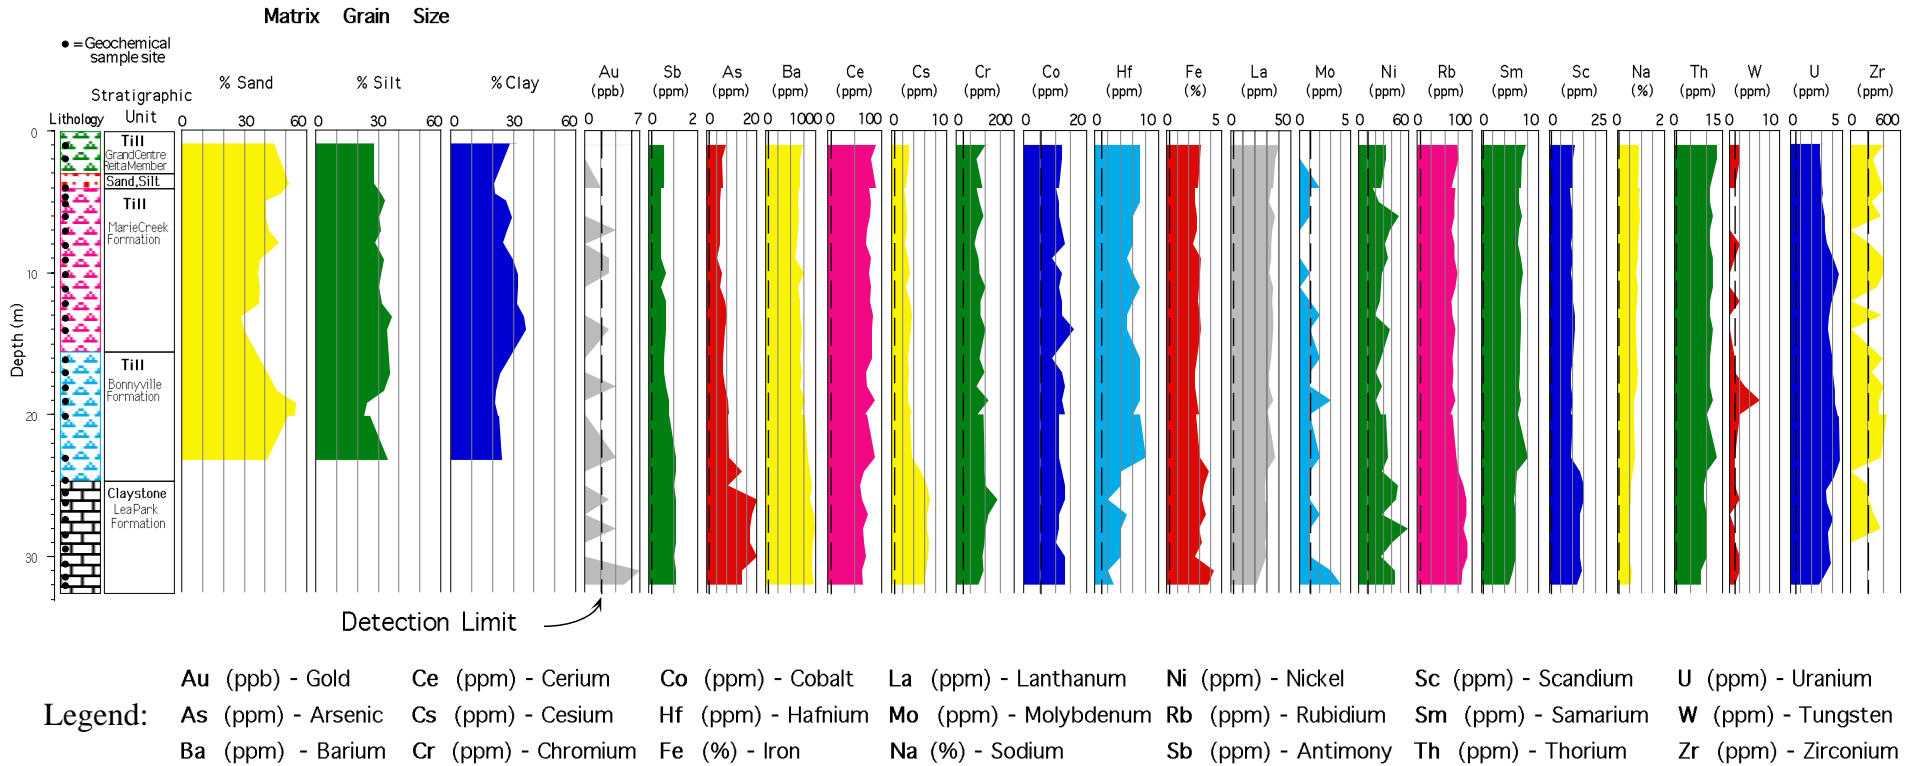 Matrix Grain Size
● = Geochemical
sample site
% Sand % Silt % Clay
Au Sb As Ba Ce Cs Cr Co Hf Fe La Mo Ni Rb Sm Sc Na Th W U Zr
(ppb) (ppm) (ppm) (ppm) (ppm) (ppm) (ppm) (ppm) (ppm) (%) (ppm) (ppm) (ppm) (ppm) (ppm) (ppm) (%) (ppm) (ppm) (ppm) (ppm)
Stratigraphic
Lithology Unit
0 30 60 0 30 60 0 30 60 0 7 0 2 0 20 0 1000 0 100 0 10 0 200 0 20 0 10 0 5 0 50 0 5 0 60 0 100 0 10 0 25 0 2 0 15 0 10 0 5 0 600
0
Till
Grand Centre
Reita Member
Sand, Silt
Till
Marie Creek
Formation
10
Depth (m)
Till
Bonnyville
Formation
20
Claystone
Lea Park
Formation
30
Detection Limit
Au (ppb) - Gold Ce (ppm) - Cerium Co (ppm) - Cobalt La (ppm) - Lanthanum Ni (ppm) - Nickel Sc (ppm) - Scandium U (ppm) - Uranium
Legend: As (ppm) - Arsenic Cs (ppm) - Cesium Hf (ppm) - Hafnium Mo (ppm) - Molybdenum Rb (ppm) - Rubidium Sm (ppm) - Samarium W (ppm) - Tungsten
Ba (ppm) - Barium Cr (ppm) - Chromium Fe (%) - Iron Na (%) - Sodium Sb (ppm) - Antimony Th (ppm) - Thorium Zr (ppm) - Zirconium